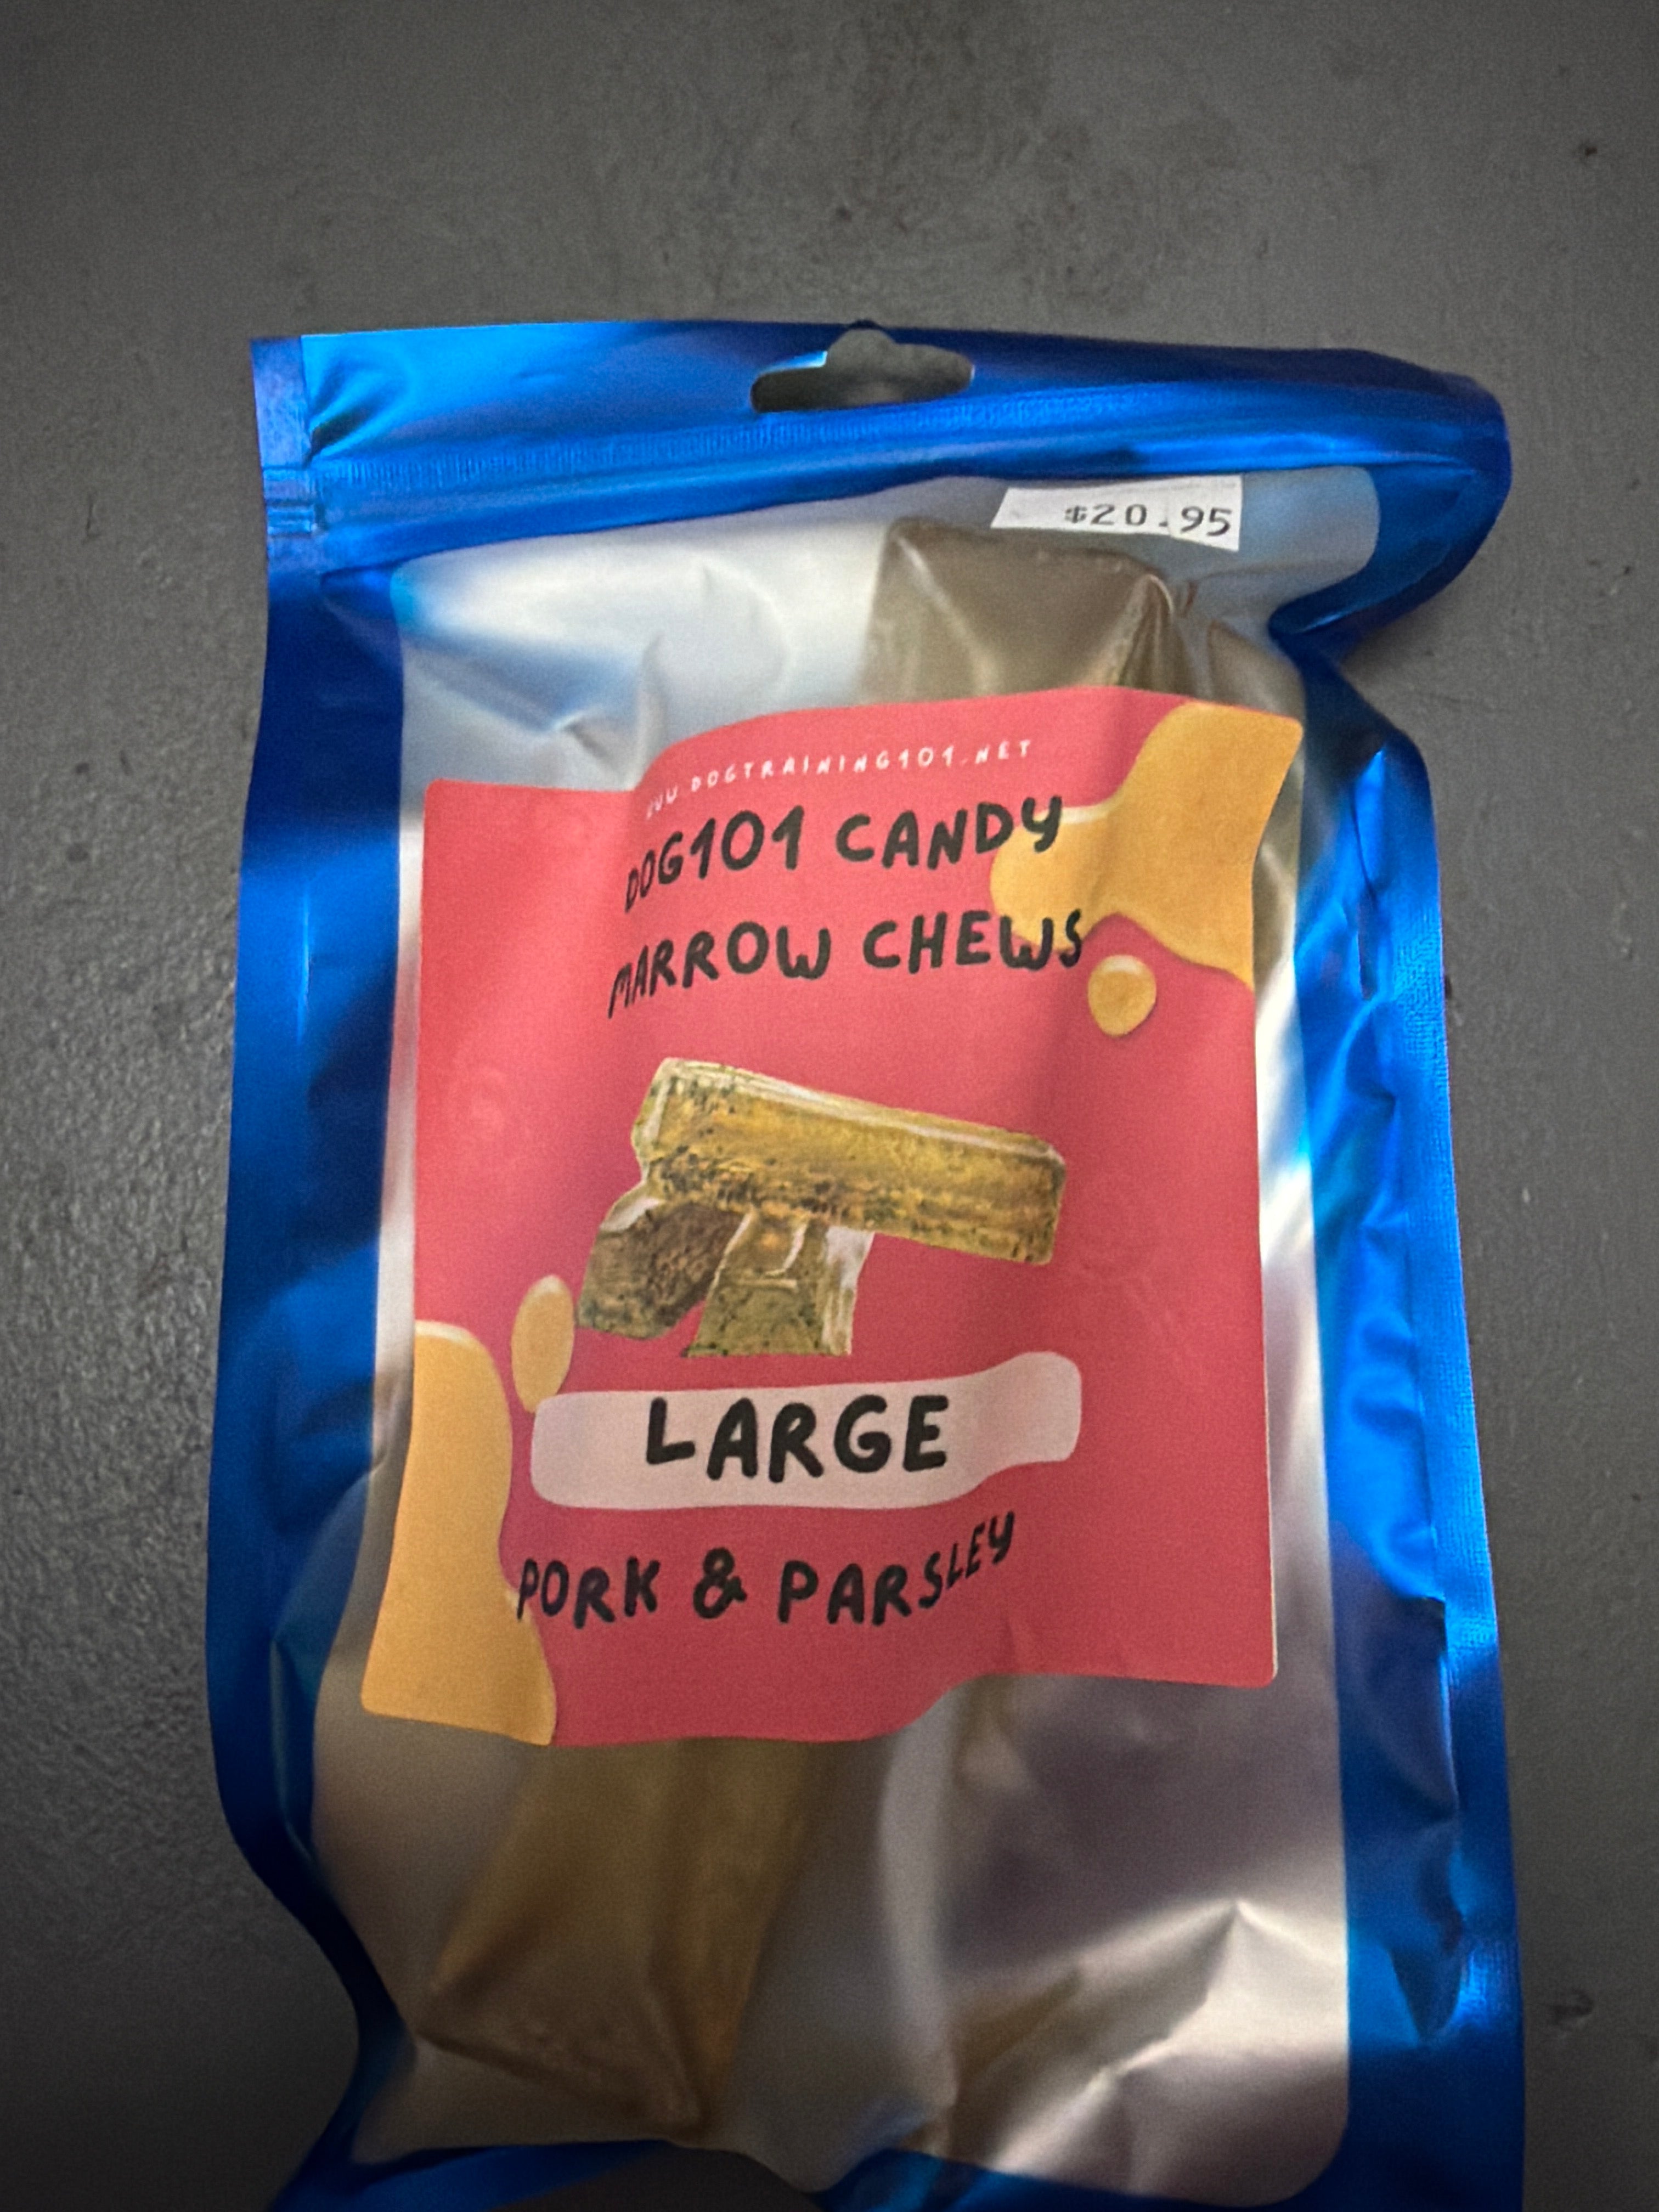 $20.95
WWW.DOGTRAINING101.NET
DOG101 CANDY
MARROW CHEWS
LARGE
PORK & PARSLEY